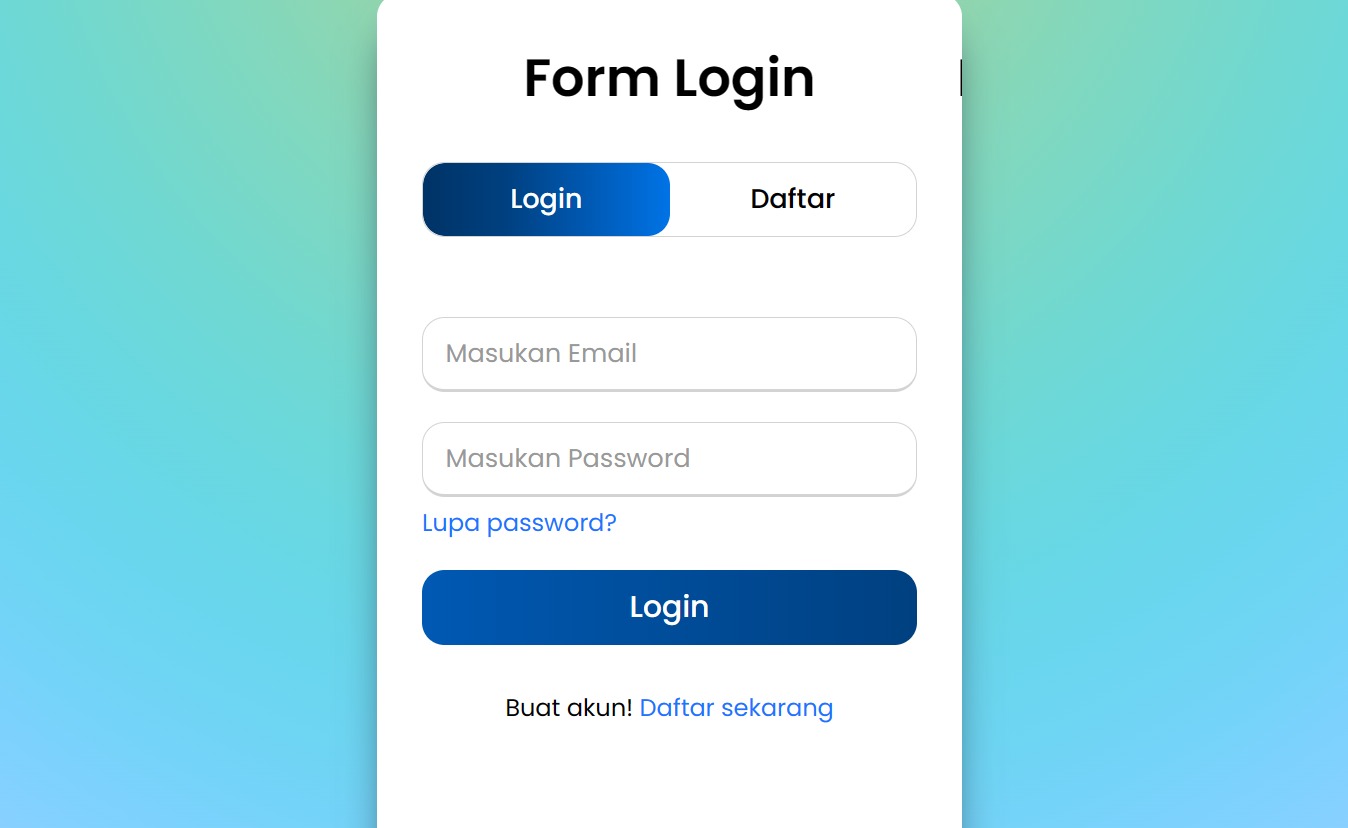 Form Login
Login Daftar
Masukan Email
Masukan Password
Lupa password?
Login
Buat akun! Daftar sekarang